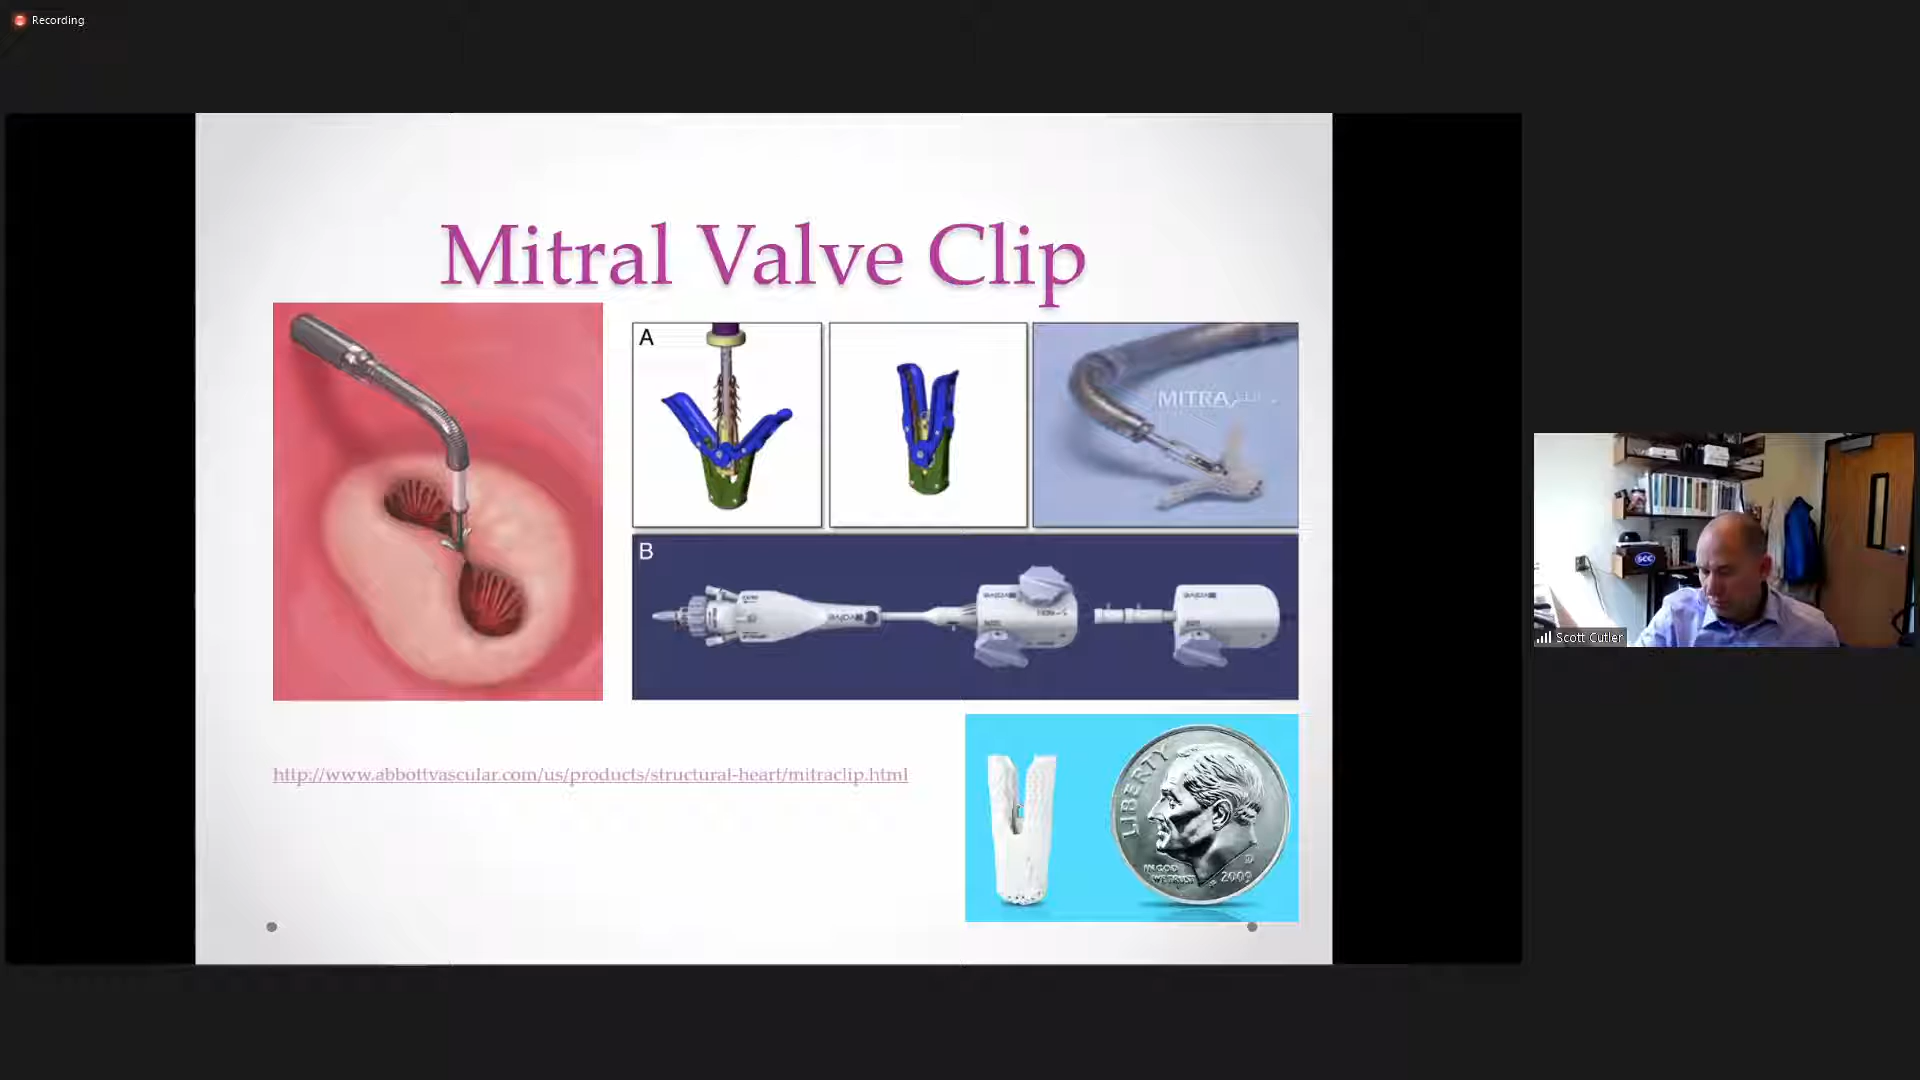 Recording
Mitral Valve Clip
A
MITRA
B
http://www.abbottvascular.com/us/products/structural-heart/mitraclip.html
LIBERTY
IN GOD
WE TRUST
D
2009
SCC
Scott Cutler